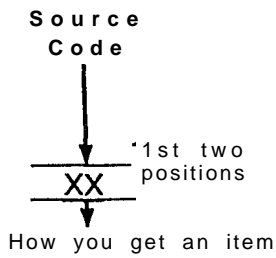 Source
Code
1st two
positions
XX
How you get an item